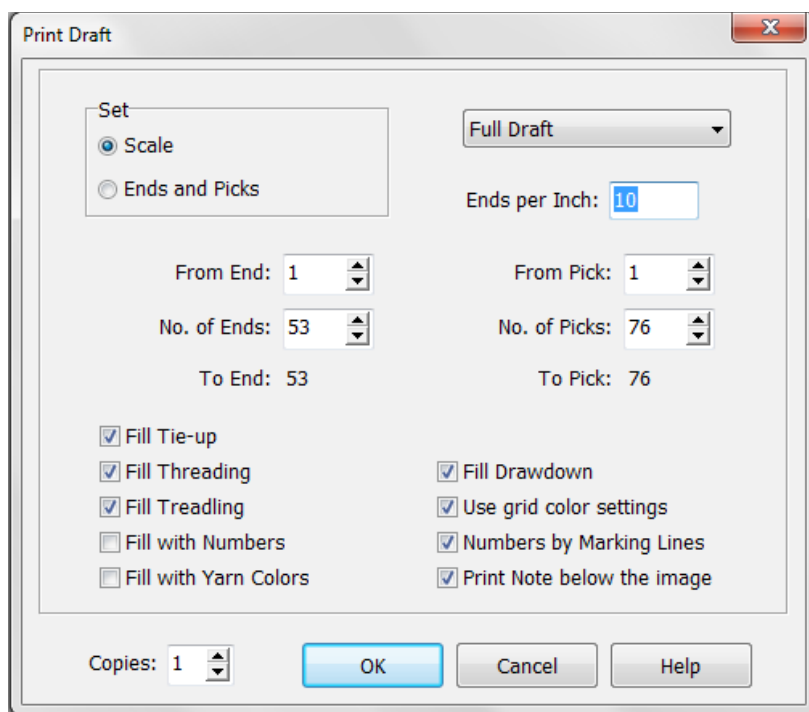 Print Draft
Set
Scale
Ends and Picks
Full Draft
Ends per Inch: 10
From End: 1
From Pick: 1
No. of Ends: 53
No. of Picks: 76
To End: 53
To Pick: 76
Fill Tie-up
Fill Threading
Fill Drawdown
Fill Treadling
Use grid color settings
Fill with Numbers
Numbers by Marking Lines
Fill with Yarn Colors
Print Note below the image
Copies: 1
OK
Cancel
Help